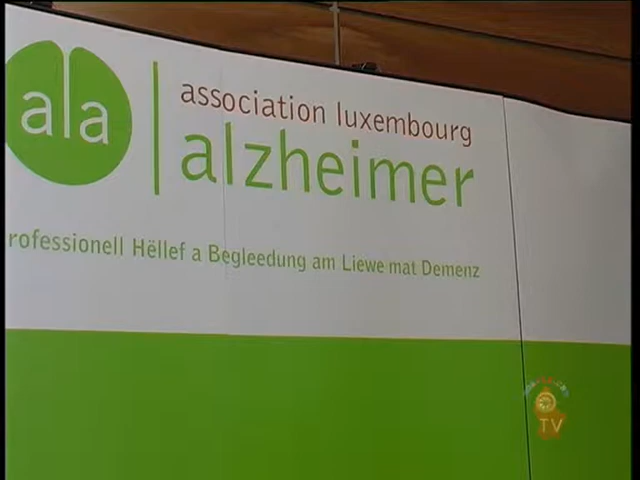 ala
association luxembourg
alzheimer
rofessionell Hëllef a Begleedung am Liewe mat Demenz
TV